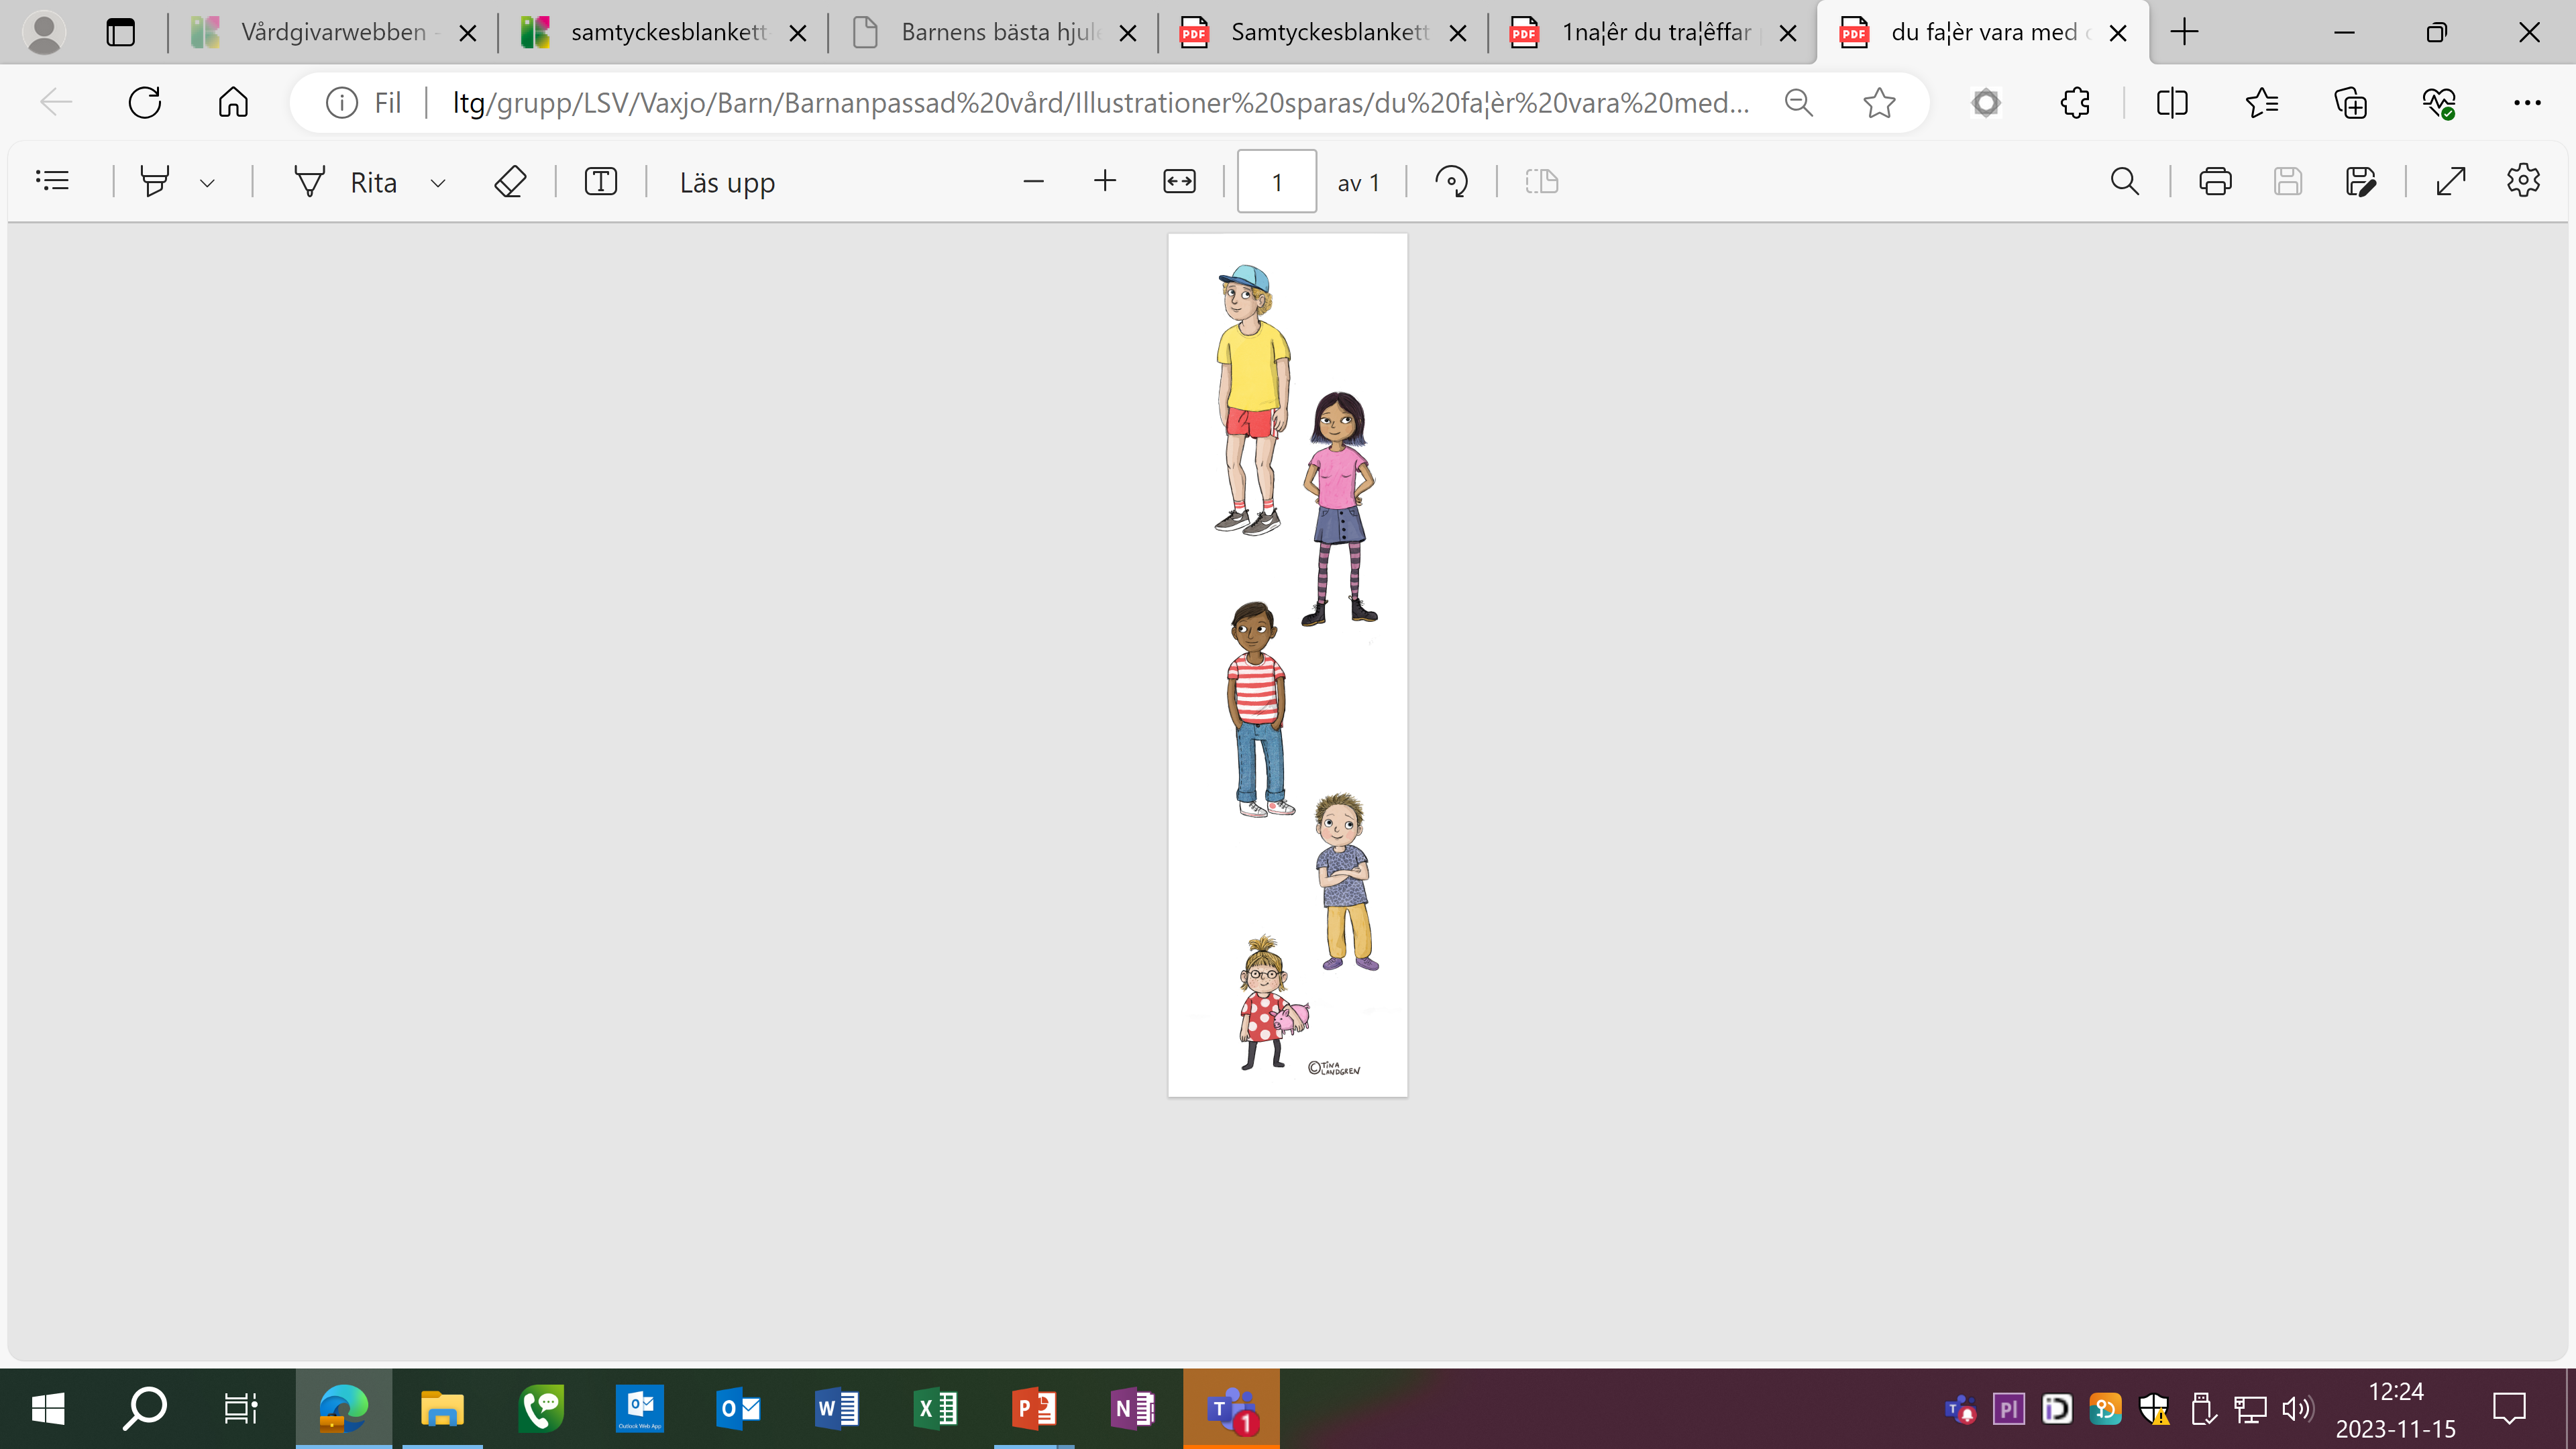 Vårdgivarwebben -
samtyckesblankett
Barnens bästa hjul
Samtyckesblankett
1na¦êr du tra¦êffar
du fa¦èr vara med
Fil
ltg/grupp/LSV/Vaxjo/Barn/Barnanpassad%20vård/Illustrationer%20sparas/du%20fa¦èr%20vara%20med...
Rita
Läs upp
1
av 1
©TINA
LANDGREN
12:24
2023-11-15
1